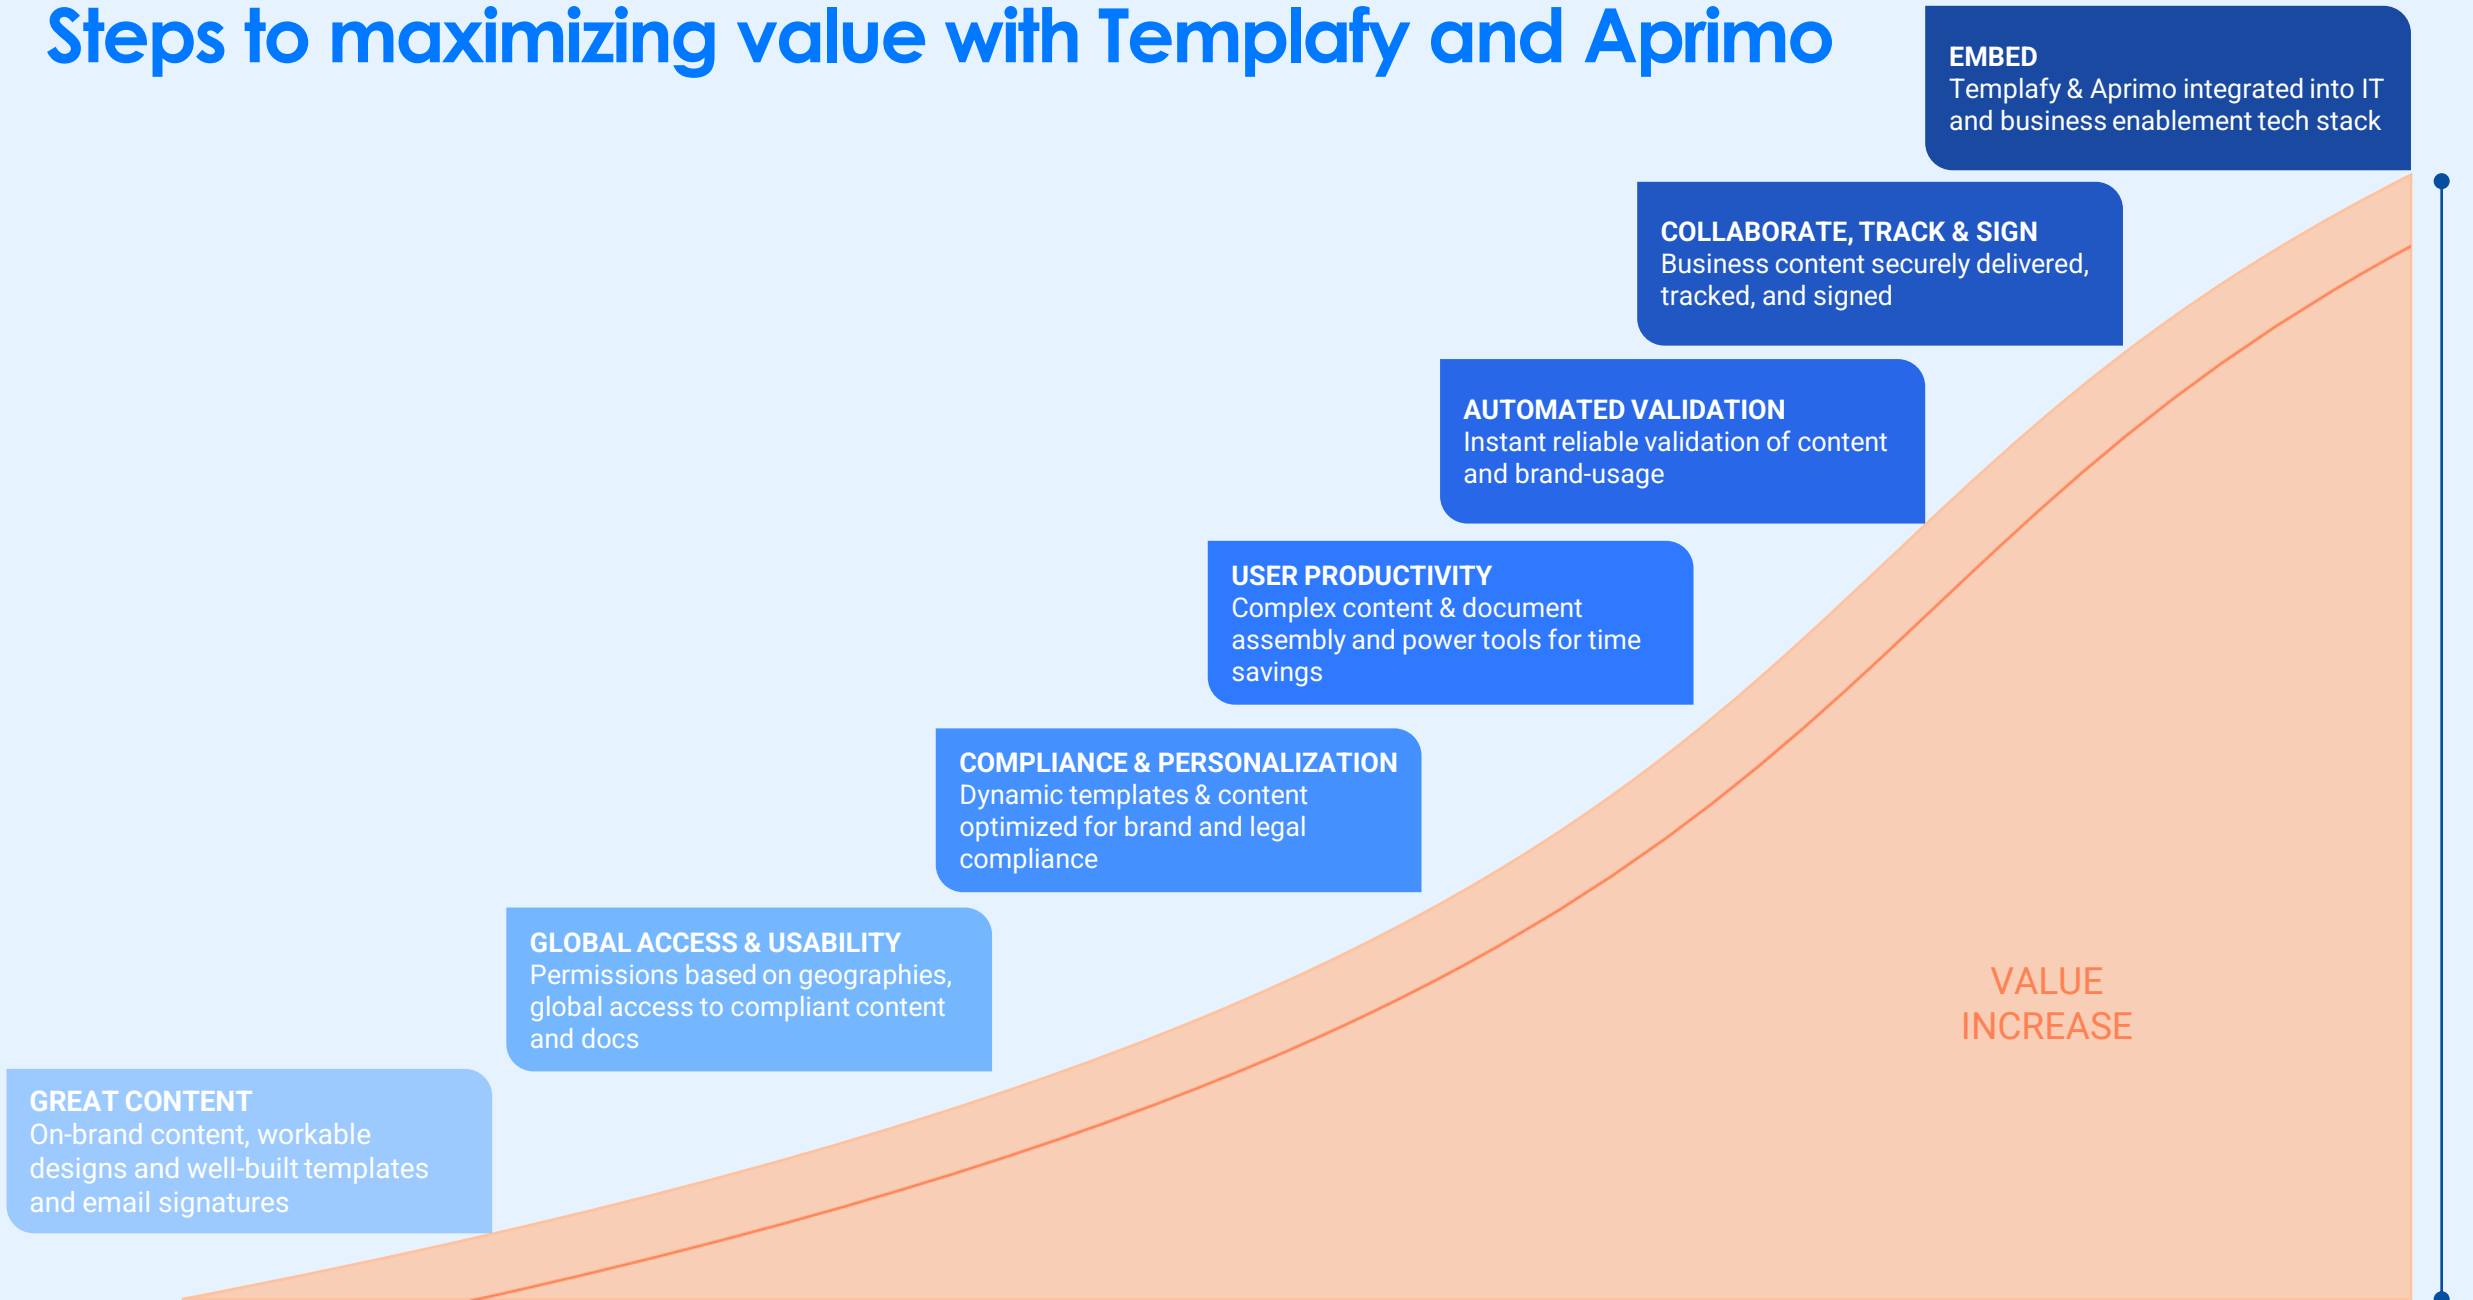 Steps to maximizing value with Templafy and Aprimo
EMBED
Templafy & Aprimo integrated into IT
and business enablement tech stack
COLLABORATE, TRACK & SIGN
Business content securely delivered,
tracked, and signed
AUTOMATED VALIDATION
Instant reliable validation of content
and brand-usage
USER PRODUCTIVITY
Complex content & document
assembly and power tools for time
savings
COMPLIANCE & PERSONALIZATION
Dynamic templates & content
optimized for brand and legal
compliance
GLOBAL ACCESS & USABILITY
Permissions based on geographies,
global access to compliant content
and docs
VALUE
INCREASE
GREAT CONTENT
On-brand content, workable
designs and well-built templates
and email signatures